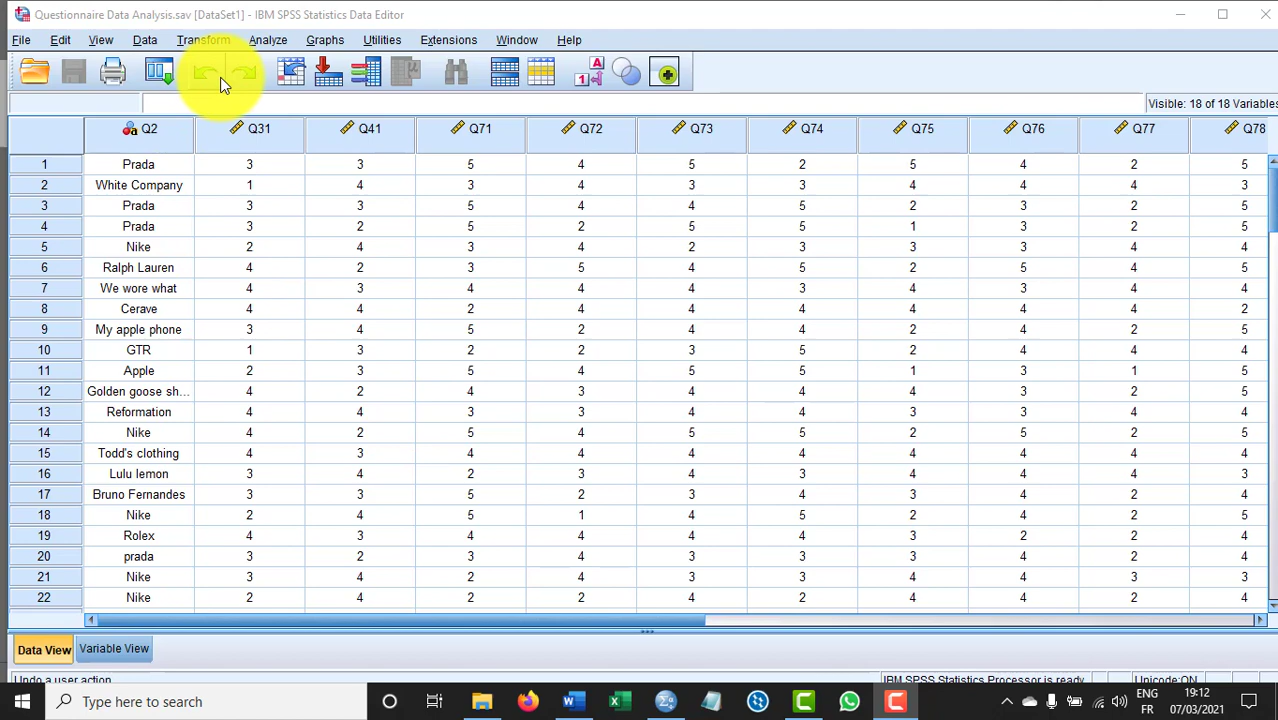 Questionnaire Data Analysis.sav [DataSet1] - IBM SPSS Statistics Data Editor
File Edit View Data Transform Analyze Graphs Utilities Window Extensions Help
Visible: 18 of 18 Variables
Q2 Q31 Q41 Q71 Q72 Q73 Q74 Q75 Q76 Q77 Q78
1 Prada 3 3 5 4 5 2 5 4 2 5
2 White Company 1 4 3 4 3 3 4 4 4 3
3 Prada 3 3 5 4 4 5 2 3 2 5
4 Prada 3 2 5 2 5 5 1 3 2 5
5 Nike 2 4 3 4 2 3 3 3 4 4
6 Ralph Lauren 4 2 3 5 4 5 2 5 4 5
7 We wore what 4 3 4 4 4 3 4 3 4 4
8 Cerave 4 4 2 4 4 4 4 4 4 2
9 My apple phone 3 4 5 2 4 4 2 4 2 5
10 GTR 1 3 2 2 3 5 2 4 4 4
11 Apple 2 3 5 4 5 5 1 3 1 5
12 Golden goose sh... 4 2 4 3 4 4 4 3 2 5
13 Reformation 4 4 3 3 4 4 3 3 4 4
14 Nike 4 2 5 4 5 5 2 5 2 5
15 Todd's clothing 4 3 4 4 4 4 3 4 4 4
16 Lulu lemon 3 4 2 3 4 3 4 4 4 3
17 Bruno Fernandes 3 3 5 2 3 4 3 4 2 4
18 Nike 2 4 5 1 4 5 2 4 2 5
19 Rolex 4 3 4 4 4 4 3 2 2 4
20 prada 3 2 3 4 3 3 3 4 2 4
21 Nike 3 4 2 4 3 3 4 4 3 3
22 Nike 2 4 2 2 4 2 4 4 2 4
Data View Variable View
Undo a user action IBM SPSS Statistics Processor is ready Unicode:ON
Type here to search
ENG 19:12
FR 07/03/2021